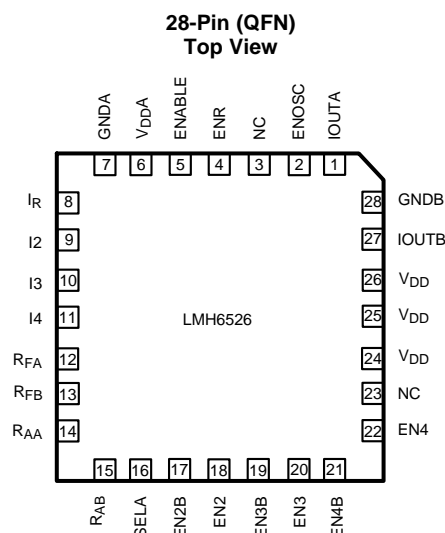 28-Pin (QFN)
Top View
GNDA
VDDA
ENABLE
ENR
NC
ENOSC
IOUTA
7
6
5
4
3
2
1
IR
8
28
GNDB
I2
9
27
IOUTB
I3
10
26
VDD
I4
11
LMH6526
25
VDD
RFA
12
24
VDD
RFB
13
23
NC
RAA
14
22
EN4
15
16
17
18
19
20
21
RAB
SELA
EN2B
EN2
EN3B
EN3
EN4B